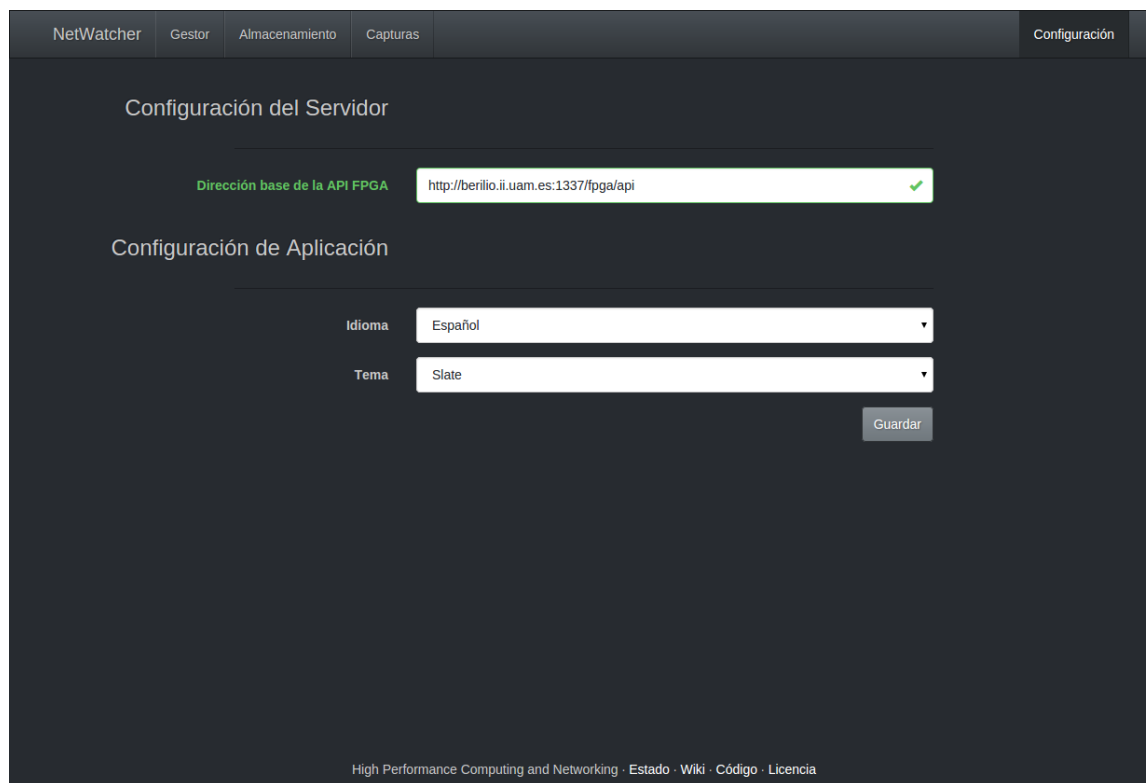 NetWatcher Gestor Almacenamiento Capturas Configuración
Configuración del Servidor
Dirección base de la API FPGA http://berilio.ii.uam.es:1337/fpga/api
Configuración de Aplicación
Idioma Español
Tema Slate
Guardar
High Performance Computing and Networking · Estado · Wiki · Código · Licencia